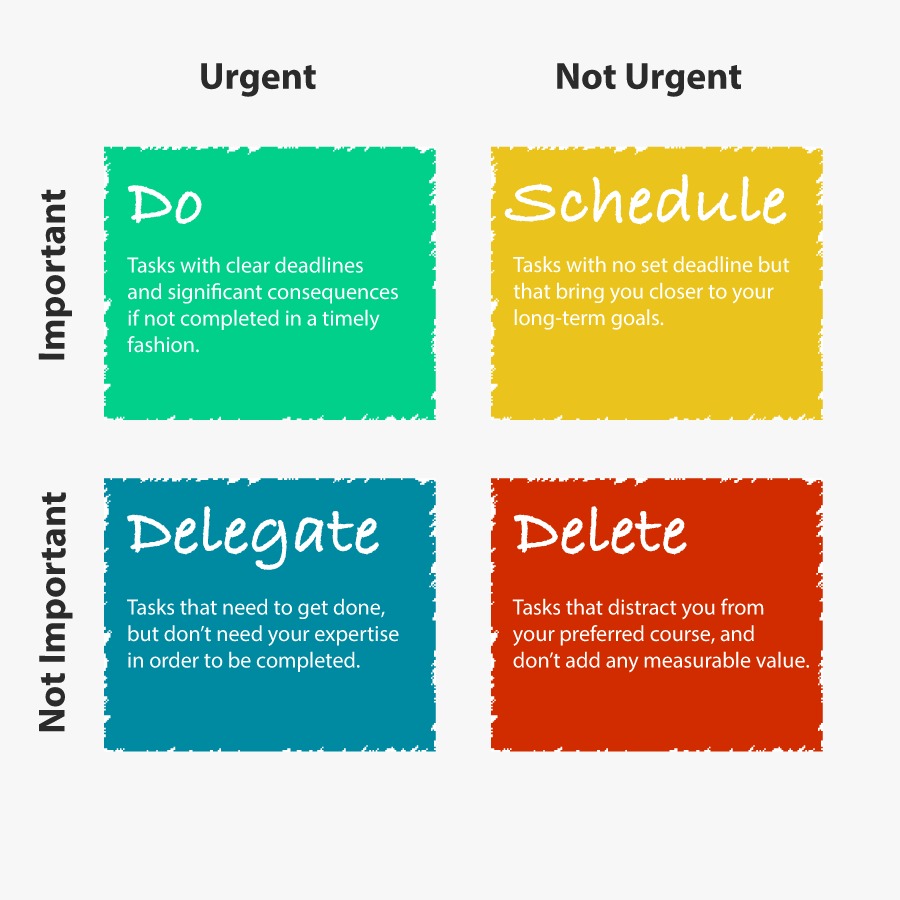 Urgent
Not Urgent
Important
Do
Tasks with clear deadlines
and significant consequences
if not completed in a timely
fashion.
Schedule
Tasks with no set deadline but
that bring you closer to your
long-term goals.
Not Important
Delegate
Tasks that need to get done,
but don’t need your expertise
in order to be completed.
Delete
Tasks that distract you from
your preferred course, and
don’t add any measurable value.